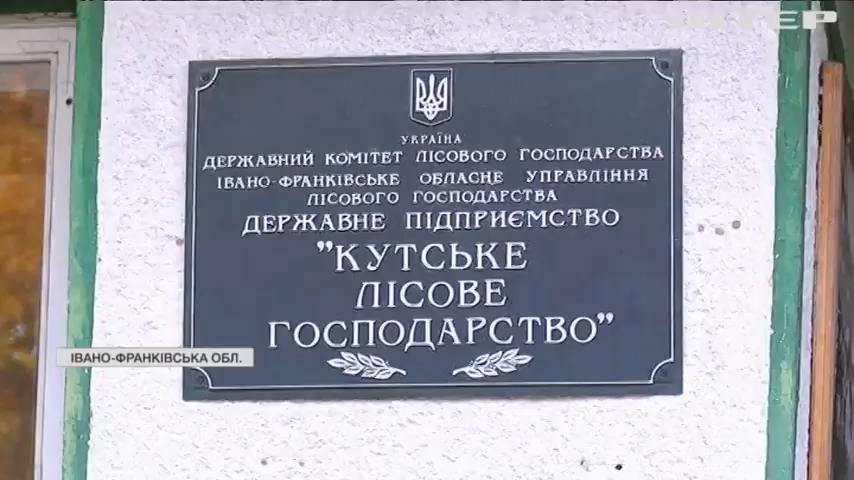 ІНТЕР
УКРАЇНА
ДЕРЖАВНИЙ КОМІТЕТ ЛІСОВОГО ГОСПОДАРСТВА
ІВАНО-ФРАНКІВСЬКЕ ОБЛАСНЕ УПРАВЛІННЯ
ЛІСОВОГО ГОСПОДАРСТВА
ДЕРЖАВНЕ ПІДПРИЄМСТВО
"КУТСЬКЕ
ЛІСОВЕ
ГОСПОДАРСТВО"
ІВАНО-ФРАНКІВСЬКА ОБЛ.